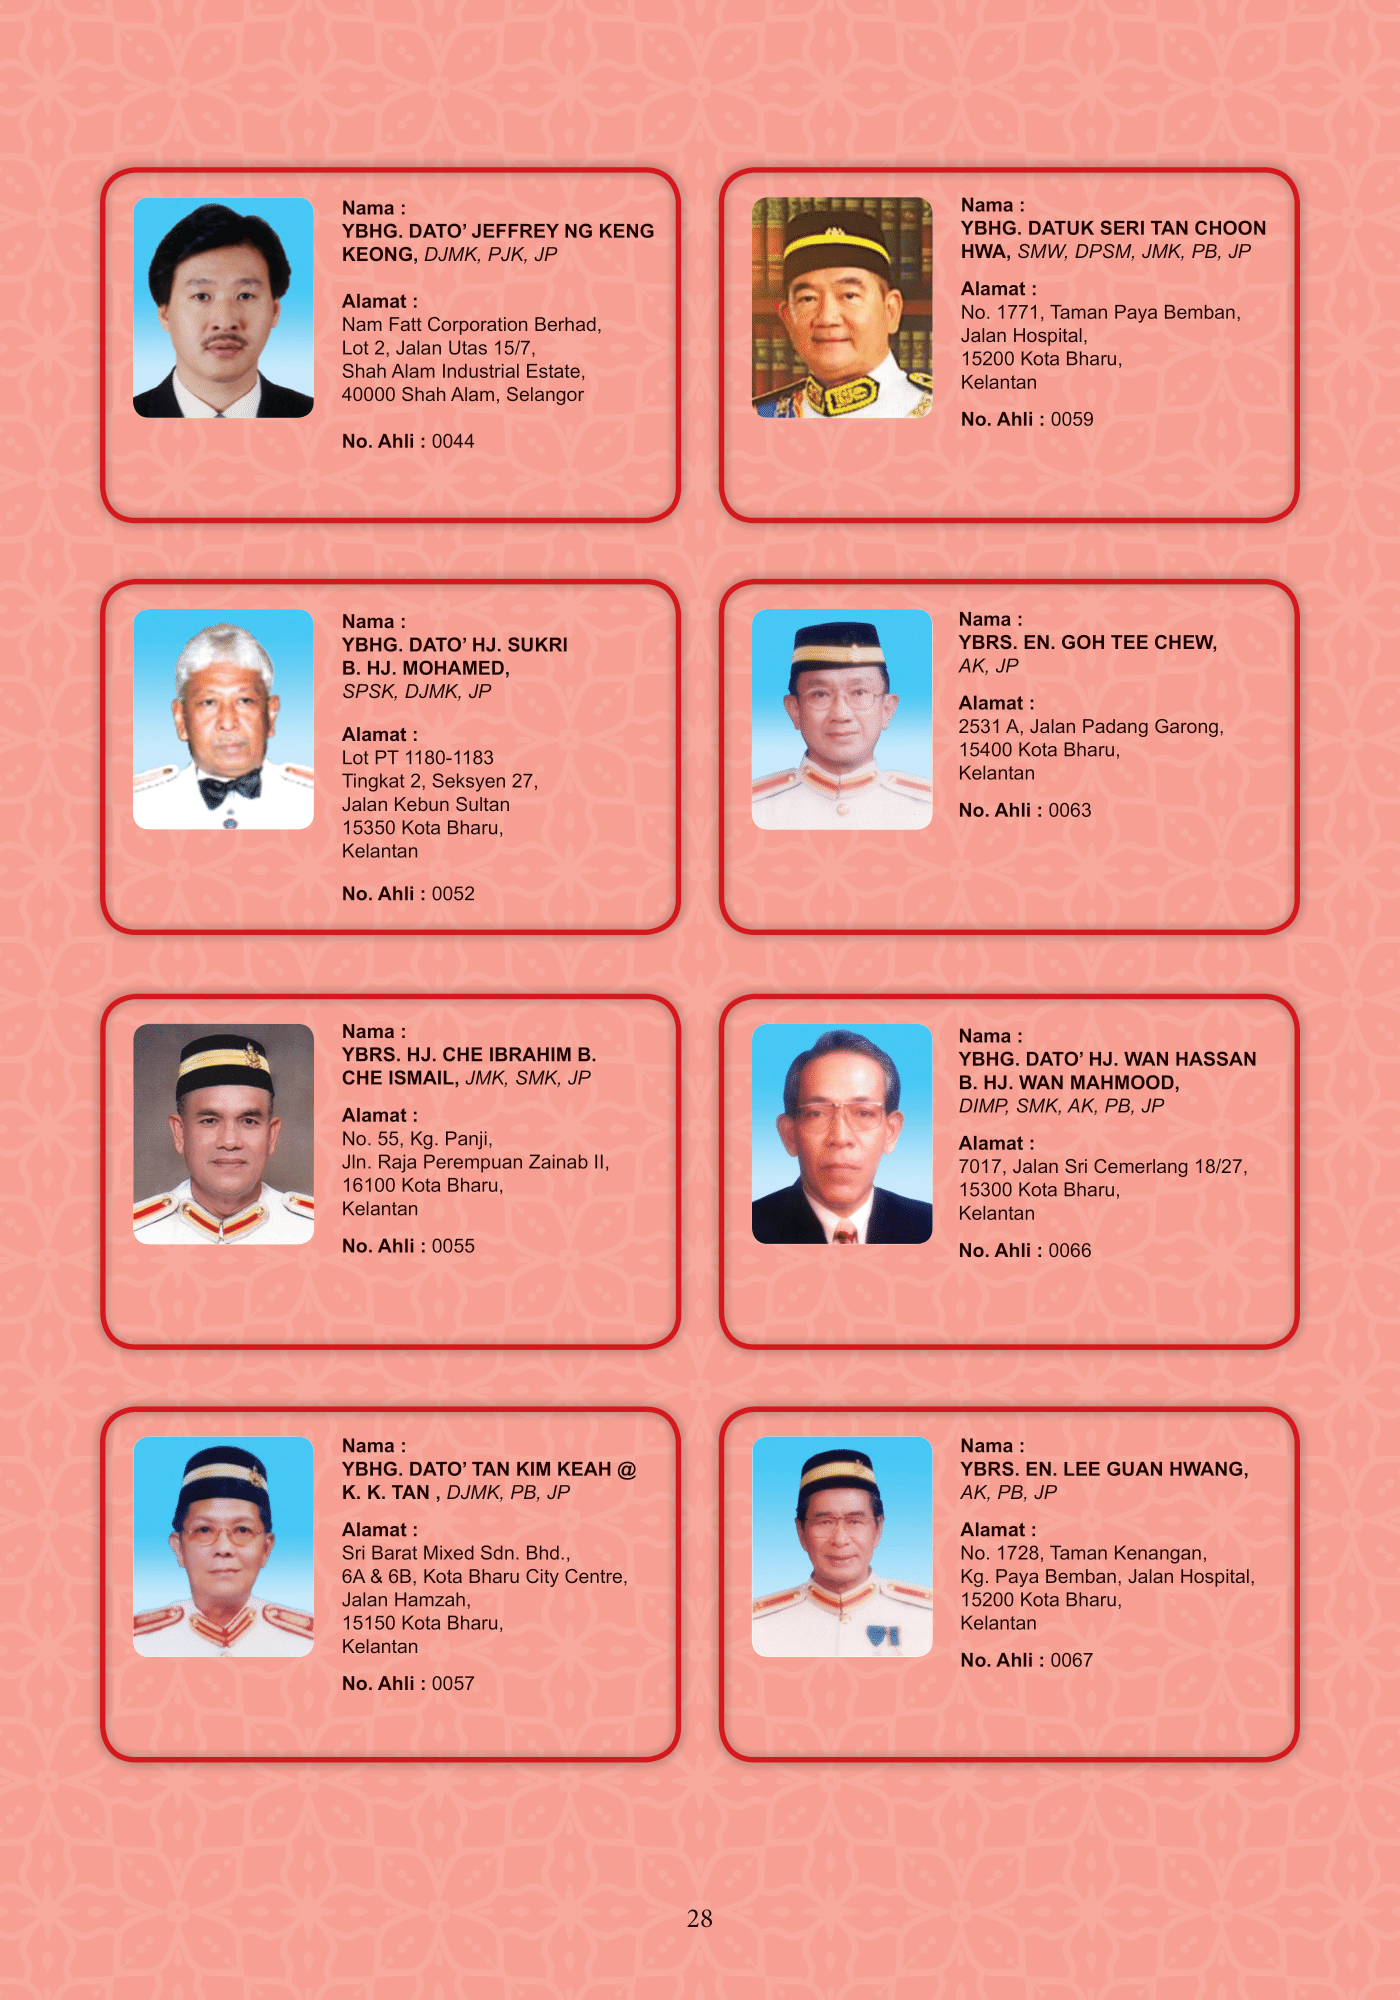 Nama :
YBHG. DATO’ JEFFREY NG KENG
KEONG, DJMK, PJK, JP
Alamat :
Nam Fatt Corporation Berhad,
Lot 2, Jalan Utas 15/7,
Shah Alam Industrial Estate,
40000 Shah Alam, Selangor
No. Ahli : 0044
Nama :
YBHG. DATUK SERI TAN CHOON
HWA, SMW, DPSM, JMK, PB, JP
Alamat :
No. 1771, Taman Paya Bemban,
Jalan Hospital,
15200 Kota Bharu,
Kelantan
No. Ahli : 0059
Nama :
YBHG. DATO’ HJ. SUKRI
B. HJ. MOHAMED,
SPSK, DJMK, JP
Alamat :
Lot PT 1180-1183
Tingkat 2, Seksyen 27,
Jalan Kebun Sultan
15350 Kota Bharu,
Kelantan
No. Ahli : 0052
Nama :
YBRS. EN. GOH TEE CHEW,
AK, JP
Alamat :
2531 A, Jalan Padang Garong,
15400 Kota Bharu,
Kelantan
No. Ahli : 0063
Nama :
YBRS. HJ. CHE IBRAHIM B.
CHE ISMAIL, JMK, SMK, JP
Alamat :
No. 55, Kg. Panji,
Jln. Raja Perempuan Zainab II,
16100 Kota Bharu,
Kelantan
No. Ahli : 0055
Nama :
YBHG. DATO’ HJ. WAN HASSAN
B. HJ. WAN MAHMOOD,
DIMP, SMK, AK, PB, JP
Alamat :
7017, Jalan Sri Cemerlang 18/27,
15300 Kota Bharu,
Kelantan
No. Ahli : 0066
Nama :
YBHG. DATO’ TAN KIM KEAH @
K. K. TAN , DJMK, PB, JP
Alamat :
Sri Barat Mixed Sdn. Bhd.,
6A & 6B, Kota Bharu City Centre,
Jalan Hamzah,
15150 Kota Bharu,
Kelantan
No. Ahli : 0057
Nama :
YBRS. EN. LEE GUAN HWANG,
AK, PB, JP
Alamat :
No. 1728, Taman Kenangan,
Kg. Paya Bemban, Jalan Hospital,
15200 Kota Bharu,
Kelantan
No. Ahli : 0067
28